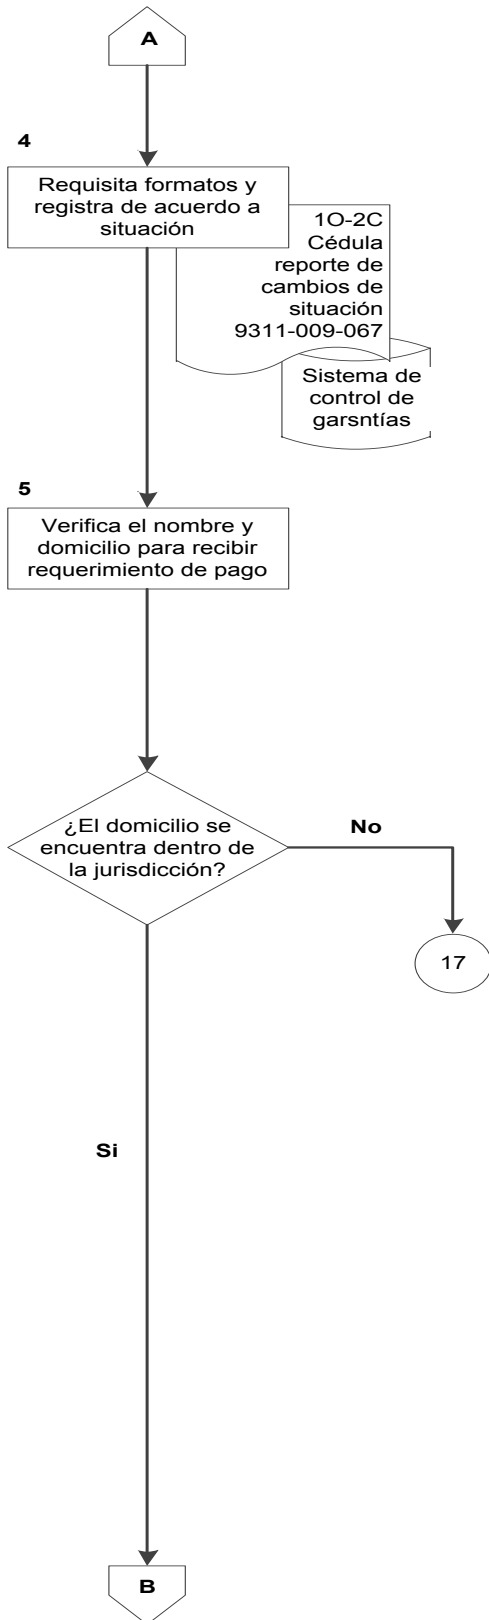 A
4
Requisita formatos y
registra de acuerdo a
situación
1O-2C
Cédula
reporte de
cambios de
situación
9311-009-067
Sistema de
control de
garsntías
5
Verifica el nombre y
domicilio para recibir
requerimiento de pago
¿El domicilio se
encuentra dentro de
la jurisdicción?
No
17
Si
B